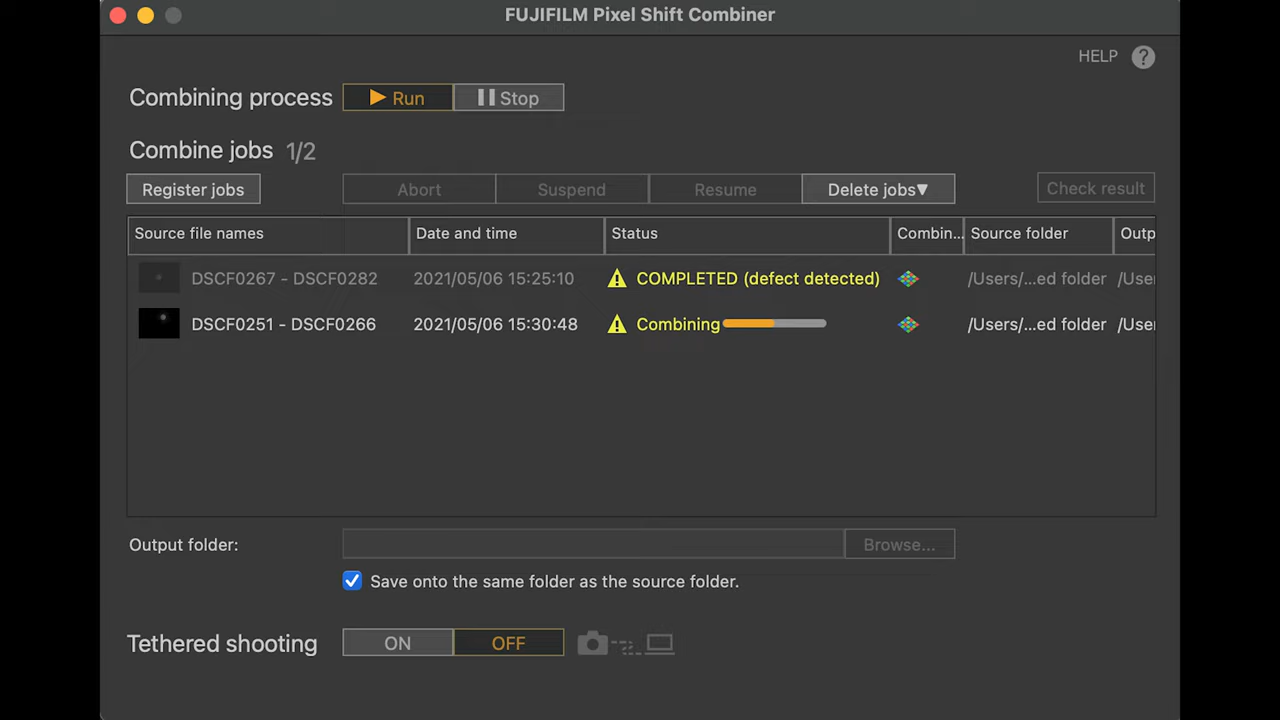 FUJIFILM Pixel Shift Combiner
HELP ?
Combining process Run Stop
Combine jobs 1/2
Register jobs Abort Suspend Resume Delete jobs▼ Check result
Source file names Date and time Status Combin... Source folder Outp
DSCF0267 - DSCF0282 2021/05/06 15:25:10 COMPLETED (defect detected) /Users/...ed folder /User
DSCF0251 - DSCF0266 2021/05/06 15:30:48 Combining /Users/...ed folder /User
Output folder: Browse...
Save onto the same folder as the source folder.
Tethered shooting ON OFF